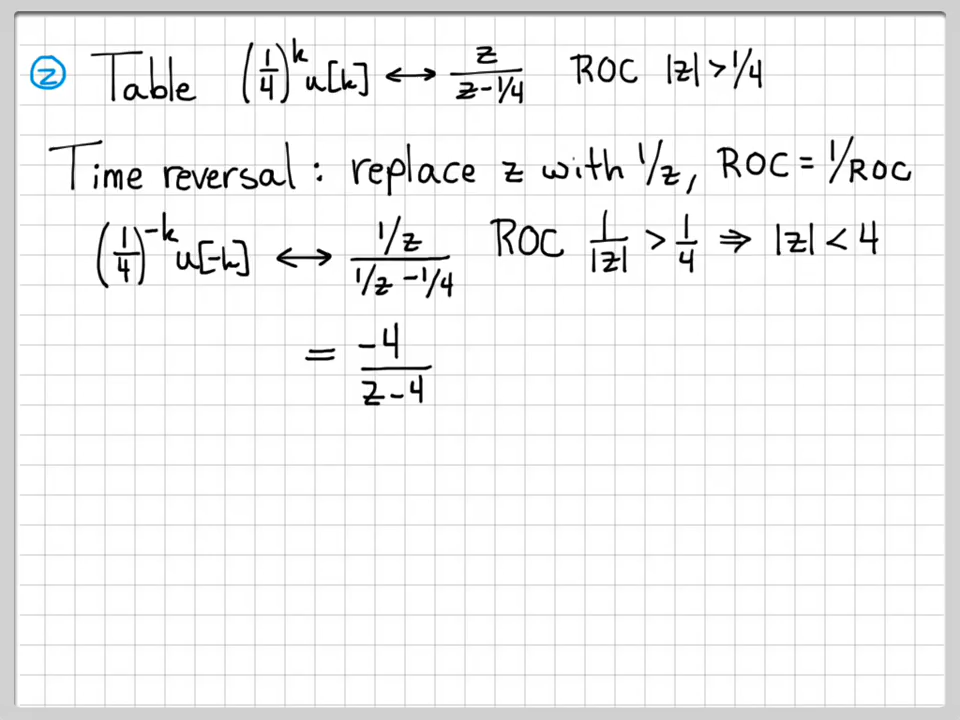 ② Table (1/4)^k u[k] ↔ z/(z-1/4) ROC |z| > 1/4
Time reversal: replace z with 1/z, ROC = 1/ROC
(1/4)^-k u[-k] ↔ (1/z)/(1/z - 1/4) ROC 1/|z| > 1/4 ⇒ |z| < 4
= -4/(z-4)